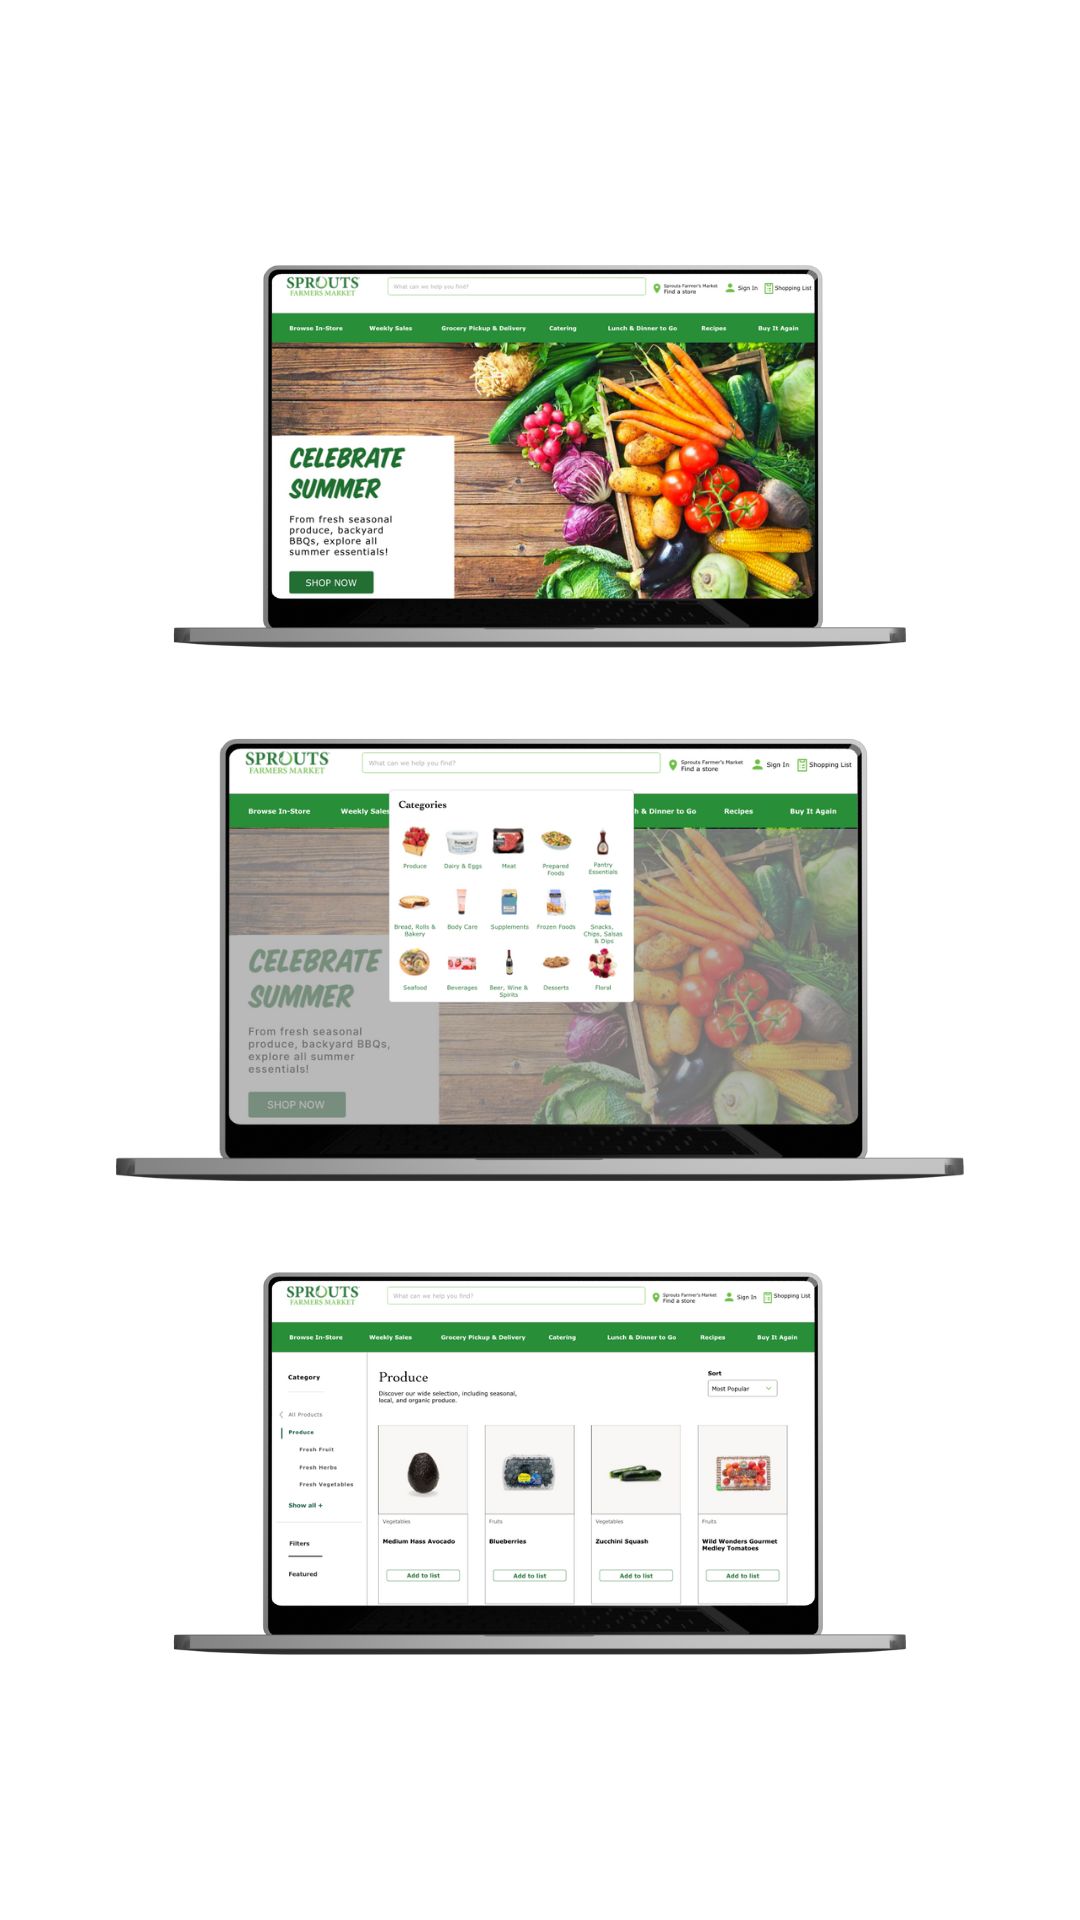 SPROUTS
FARMERS MARKET
What can we help you find?
Sprouts Farmer's Market
Find a store
Sign In
Shopping List
Browse In-Store
Weekly Sales
Grocery Pickup & Delivery
Catering
Lunch & Dinner to Go
Recipes
Buy It Again
CELEBRATE
SUMMER
From fresh seasonal
produce, backyard
BBQs, explore all
summer essentials!
SHOP NOW
SPROUTS
FARMERS MARKET
What can we help you find?
Sprouts Farmer's Market
Find a store
Sign In
Shopping List
Browse In-Store
Weekly Sales
h & Dinner to Go
Recipes
Buy It Again
Categories
Produce
Dairy & Eggs
Meat
Prepared
Foods
Pantry
Essentials
Bread, Rolls &
Bakery
Body Care
Supplements
Frozen Foods
Snacks,
Chips, Salsas
& Dips
Seafood
Beverages
Beer, Wine &
Spirits
Desserts
Floral
CELEBRATE
SUMMER
From fresh seasonal
produce, backyard BBQs,
explore all summer
essentials!
SHOP NOW
SPROUTS
FARMERS MARKET
What can we help you find?
Sprouts Farmer's Market
Find a store
Sign In
Shopping List
Browse In-Store
Weekly Sales
Grocery Pickup & Delivery
Catering
Lunch & Dinner to Go
Recipes
Buy It Again
Category
All Products
Produce
Fresh Fruit
Fresh Herbs
Fresh Vegetables
Show all +
Filters
Featured
Produce
Discover our wide selection, including seasonal,
local, and organic produce.
Sort
Most Popular
Vegetables
Medium Hass Avocado
Add to list
Fruits
Blueberries
Add to list
Vegetables
Zucchini Squash
Add to list
Fruits
Wild Wonders Gourmet
Medley Tomatoes
Add to list